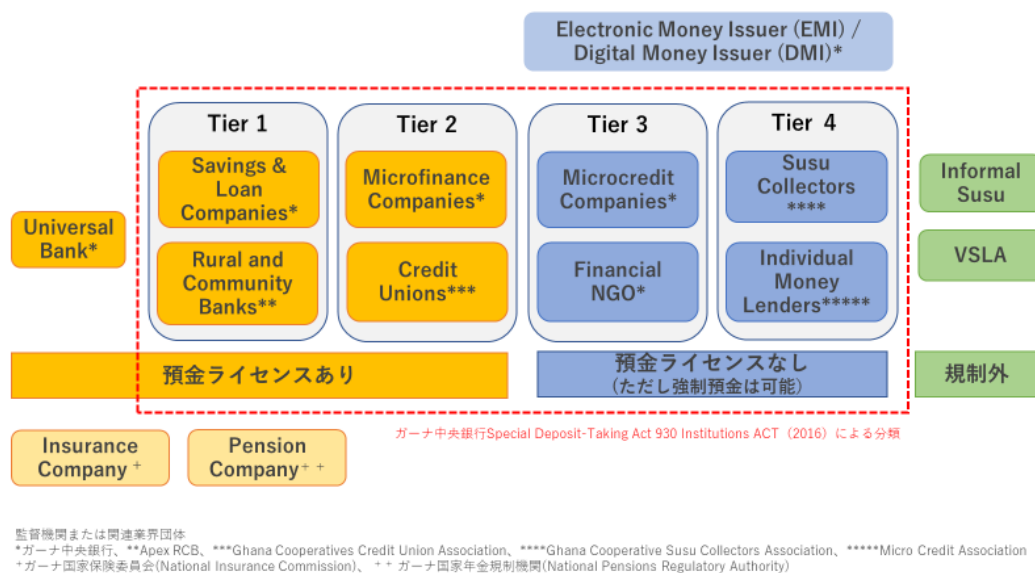 Electronic Money Issuer (EMI) /
Digital Money Issuer (DMI)*
Tier 1
Tier 2
Tier 3
Tier 4
Universal
Bank*
Savings &
Loan
Companies*
Rural and
Community
Banks**
Microfinance
Companies*
Credit
Unions***
Microcredit
Companies*
Financial
NGO*
Susu
Collectors
****
Individual
Money
Lenders*****
Informal
Susu
VSLA
預金ライセンスあり
預金ライセンスなし
(ただし強制預金は可能)
規制外
ガーナ中央銀行Special Deposit-Taking Act 930 Institutions ACT（2016）による分類
Insurance
Company⁺
Pension
Company⁺⁺
監督機関または関連業界団体
*ガーナ中央銀行、**Apex RCB、***Ghana Cooperatives Credit Union Association、****Ghana Cooperative Susu Collectors Association、*****Micro Credit Association
⁺ガーナ国家保険委員会(National Insurance Commission)、⁺⁺ ガーナ国家年金規制機関(National Pensions Regulatory Authority)